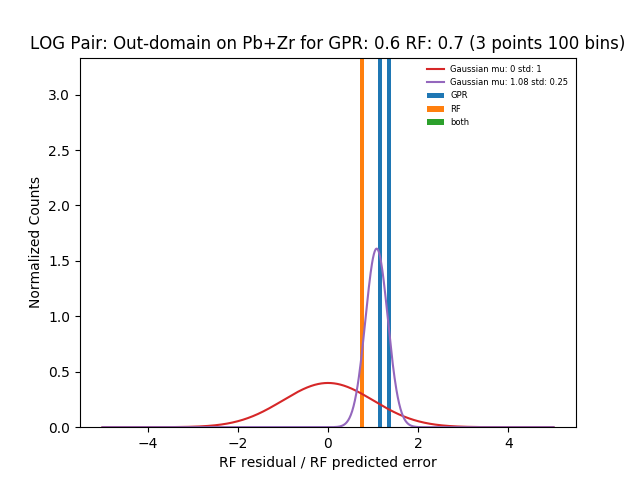 LOG Pair: Out-domain on Pb+Zr for GPR: 0.6 RF: 0.7 (3 points 100 bins)
Gaussian mu: 0 std: 1
Gaussian mu: 1.08 std: 0.25
GPR
RF
both
Normalized Counts
3.0
2.5
2.0
1.5
1.0
0.5
0.0
−4 −2 0 2 4
RF residual / RF predicted error